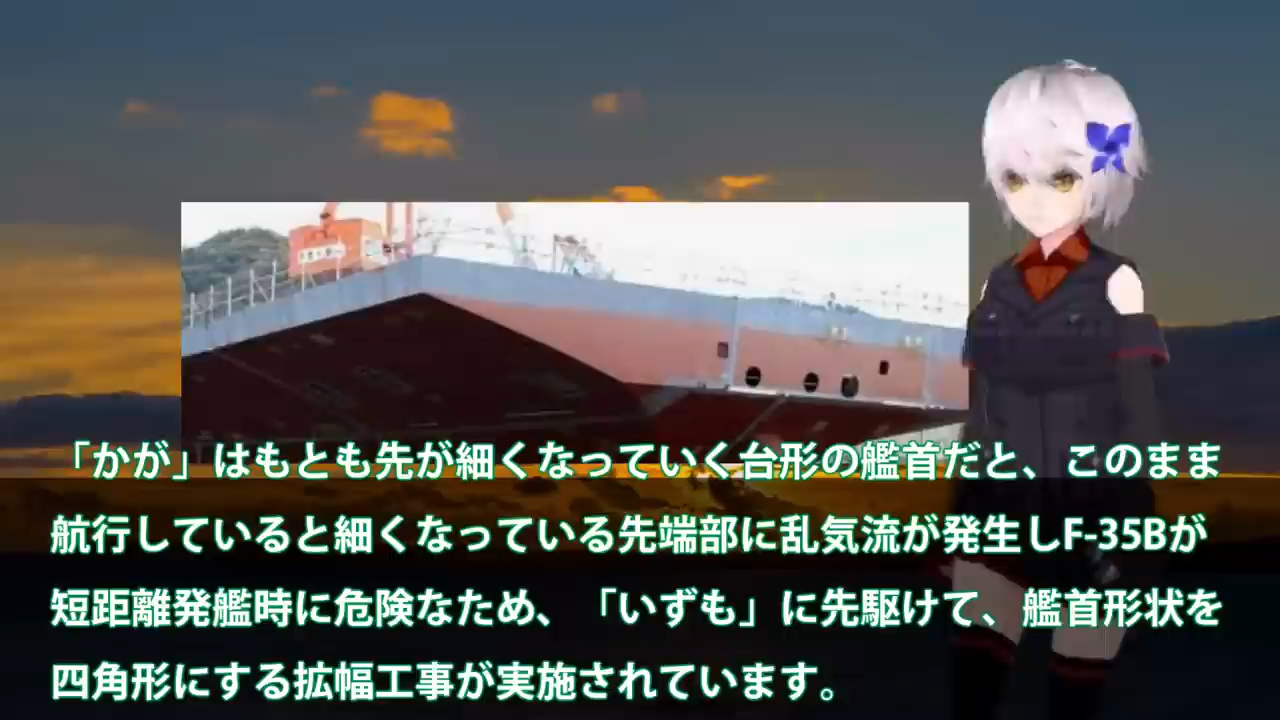 「かが」はもとも先が細くなっていく台形の艦首だと、このまま
航行していると細くなっている先端部に乱気流が発生しF-35Bが
短距離発艦時に危険なため、「いずも」に先駆けて、艦首形状を
四角形にする拡幅工事が実施されています。